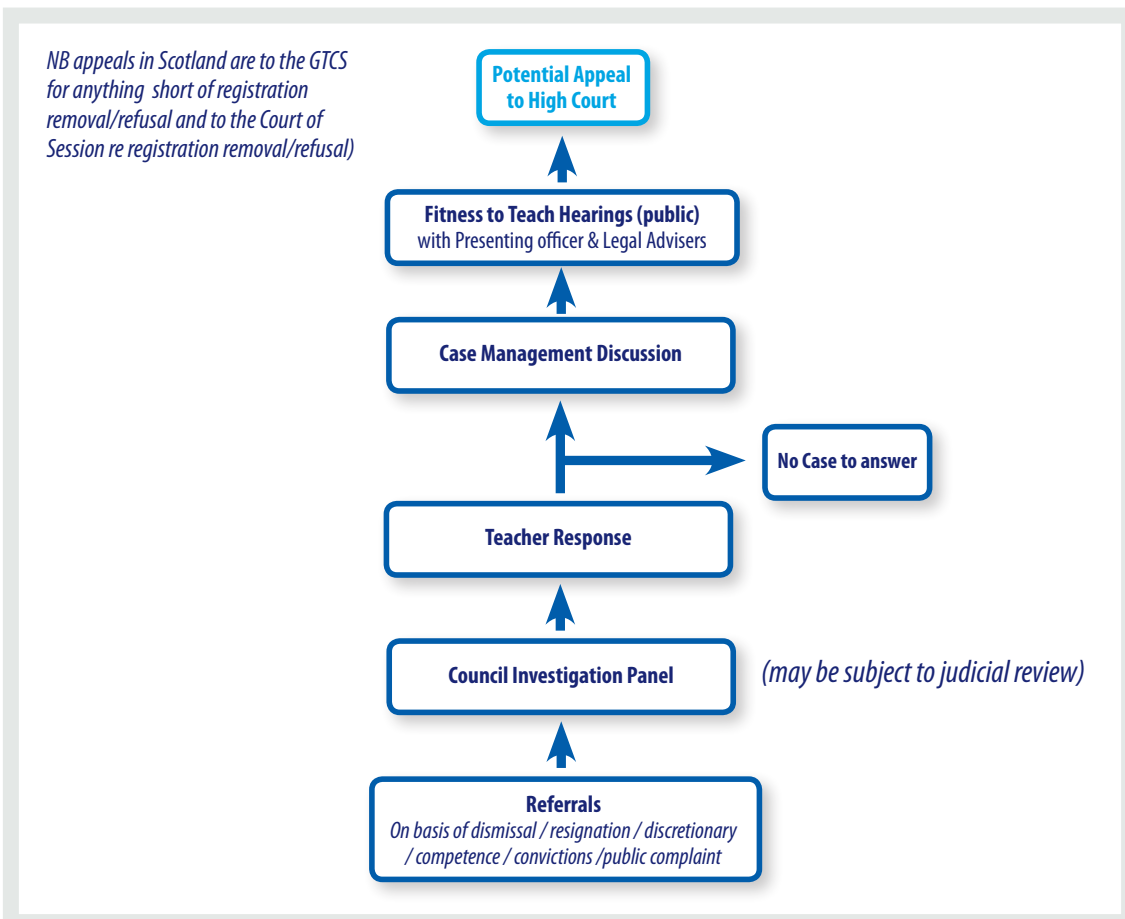 NB appeals in Scotland are to the GTCS
for anything short of registration
removal/refusal and to the Court of
Session re registration removal/refusal)
Potential Appeal
to High Court
Fitness to Teach Hearings (public)
with Presenting officer & Legal Advisers
Case Management Discussion
No Case to answer
Teacher Response
Council Investigation Panel
(may be subject to judicial review)
Referrals
On basis of dismissal / resignation / discretionary
/ competence / convictions /public complaint